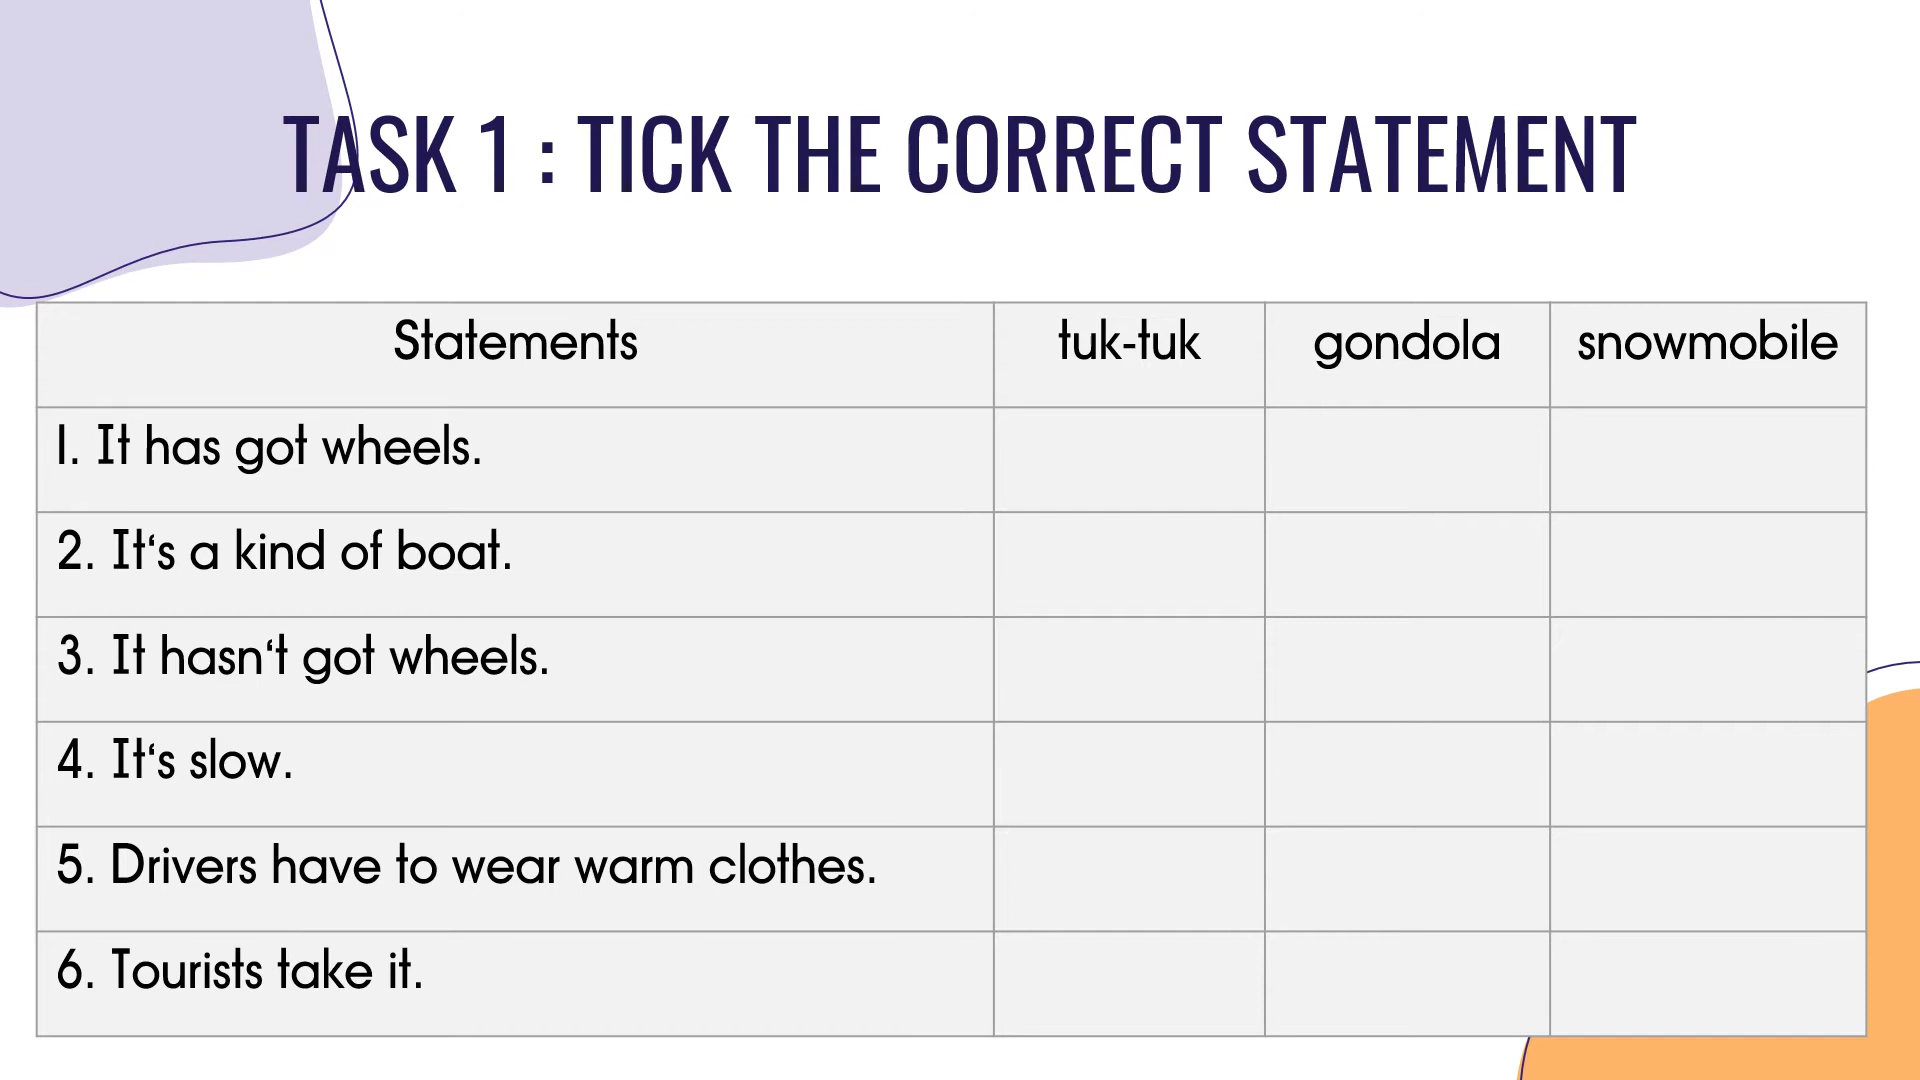 TASK 1 : TICK THE CORRECT STATEMENT
Statements tuk-tuk gondola snowmobile
1. It has got wheels.
2. It‘s a kind of boat.
3. It hasn‘t got wheels.
4. It‘s slow.
5. Drivers have to wear warm clothes.
6. Tourists take it.